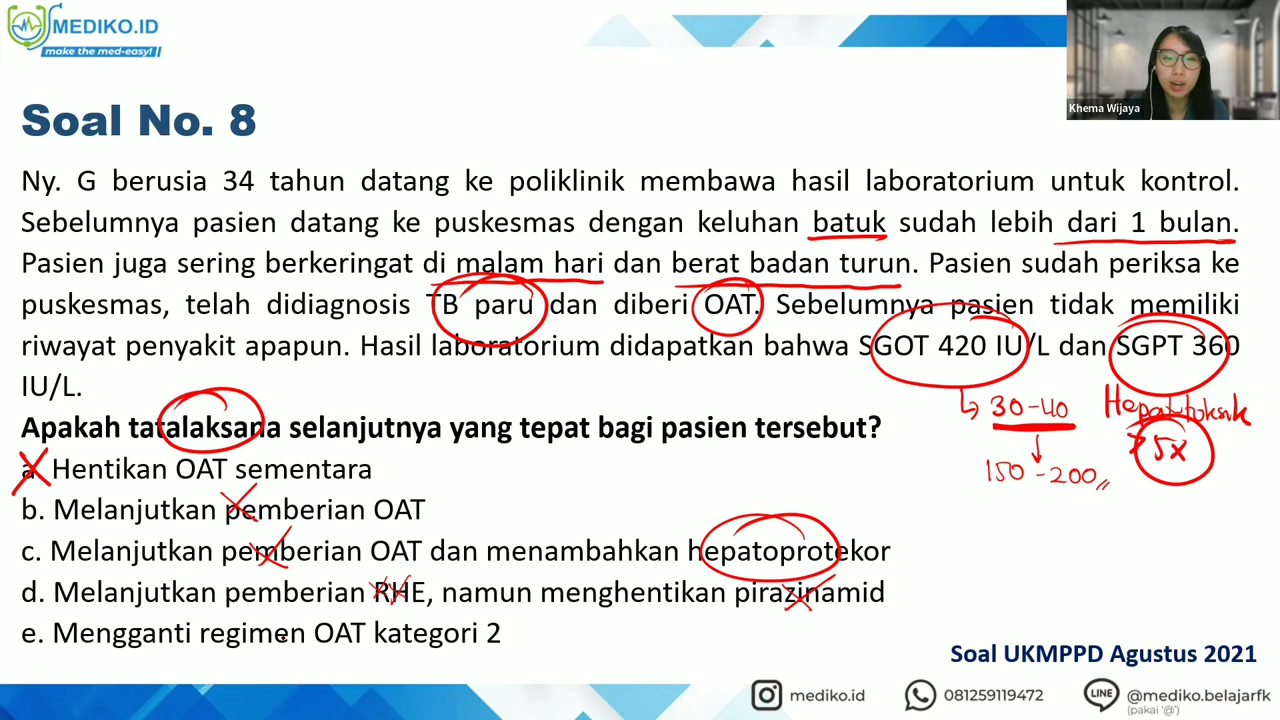 MEDIKO.ID
make the med-easy!
Khema Wijaya
Soal No. 8
Ny. G berusia 34 tahun datang ke poliklinik membawa hasil laboratorium untuk kontrol.
Sebelumnya pasien datang ke puskesmas dengan keluhan batuk sudah lebih dari 1 bulan.
Pasien juga sering berkeringat di malam hari dan berat badan turun. Pasien sudah periksa ke
puskesmas, telah didiagnosis TB paru dan diberi OAT. Sebelumnya pasien tidak memiliki
riwayat penyakit apapun. Hasil laboratorium didapatkan bahwa SGOT 420 IU/L dan SGPT 360
IU/L.
30-40
Hepatotoksik
Apakah tatalaksana selanjutnya yang tepat bagi pasien tersebut?
> 5x
150-200
a. Hentikan OAT sementara
b. Melanjutkan pemberian OAT
c. Melanjutkan pemberian OAT dan menambahkan hepatoprotekor
d. Melanjutkan pemberian RHE, namun menghentikan pirazinamid
e. Mengganti regimen OAT kategori 2
Soal UKMPPD Agustus 2021
mediko.id
081259119472
LINE
@mediko.belajarfk
(pakai '@')